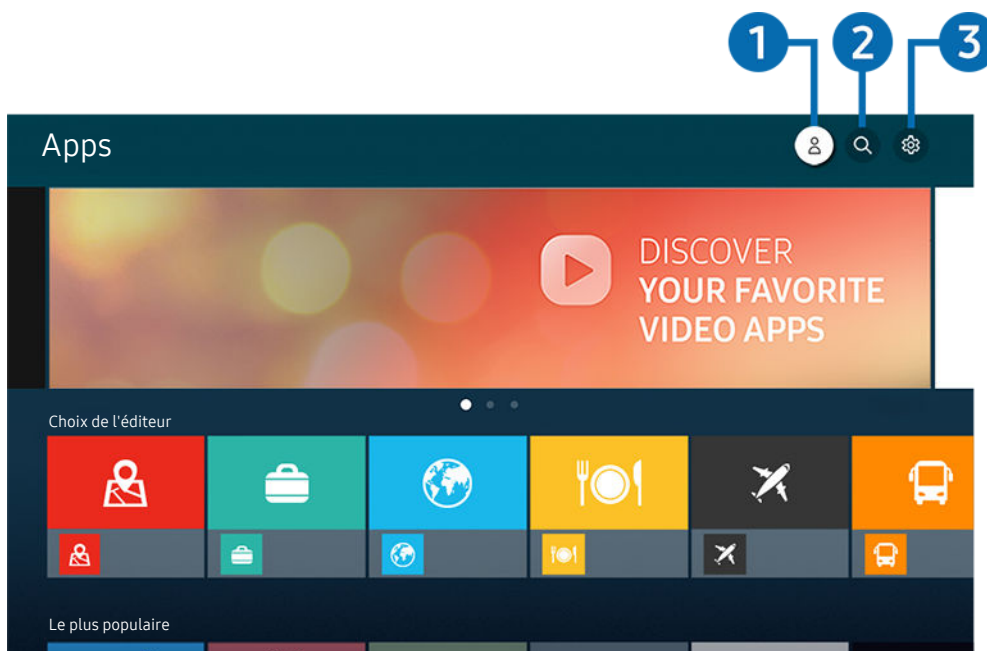 1 2 3
Apps
DISCOVER
YOUR FAVORITE
VIDEO APPS
Choix de l'éditeur
Le plus populaire